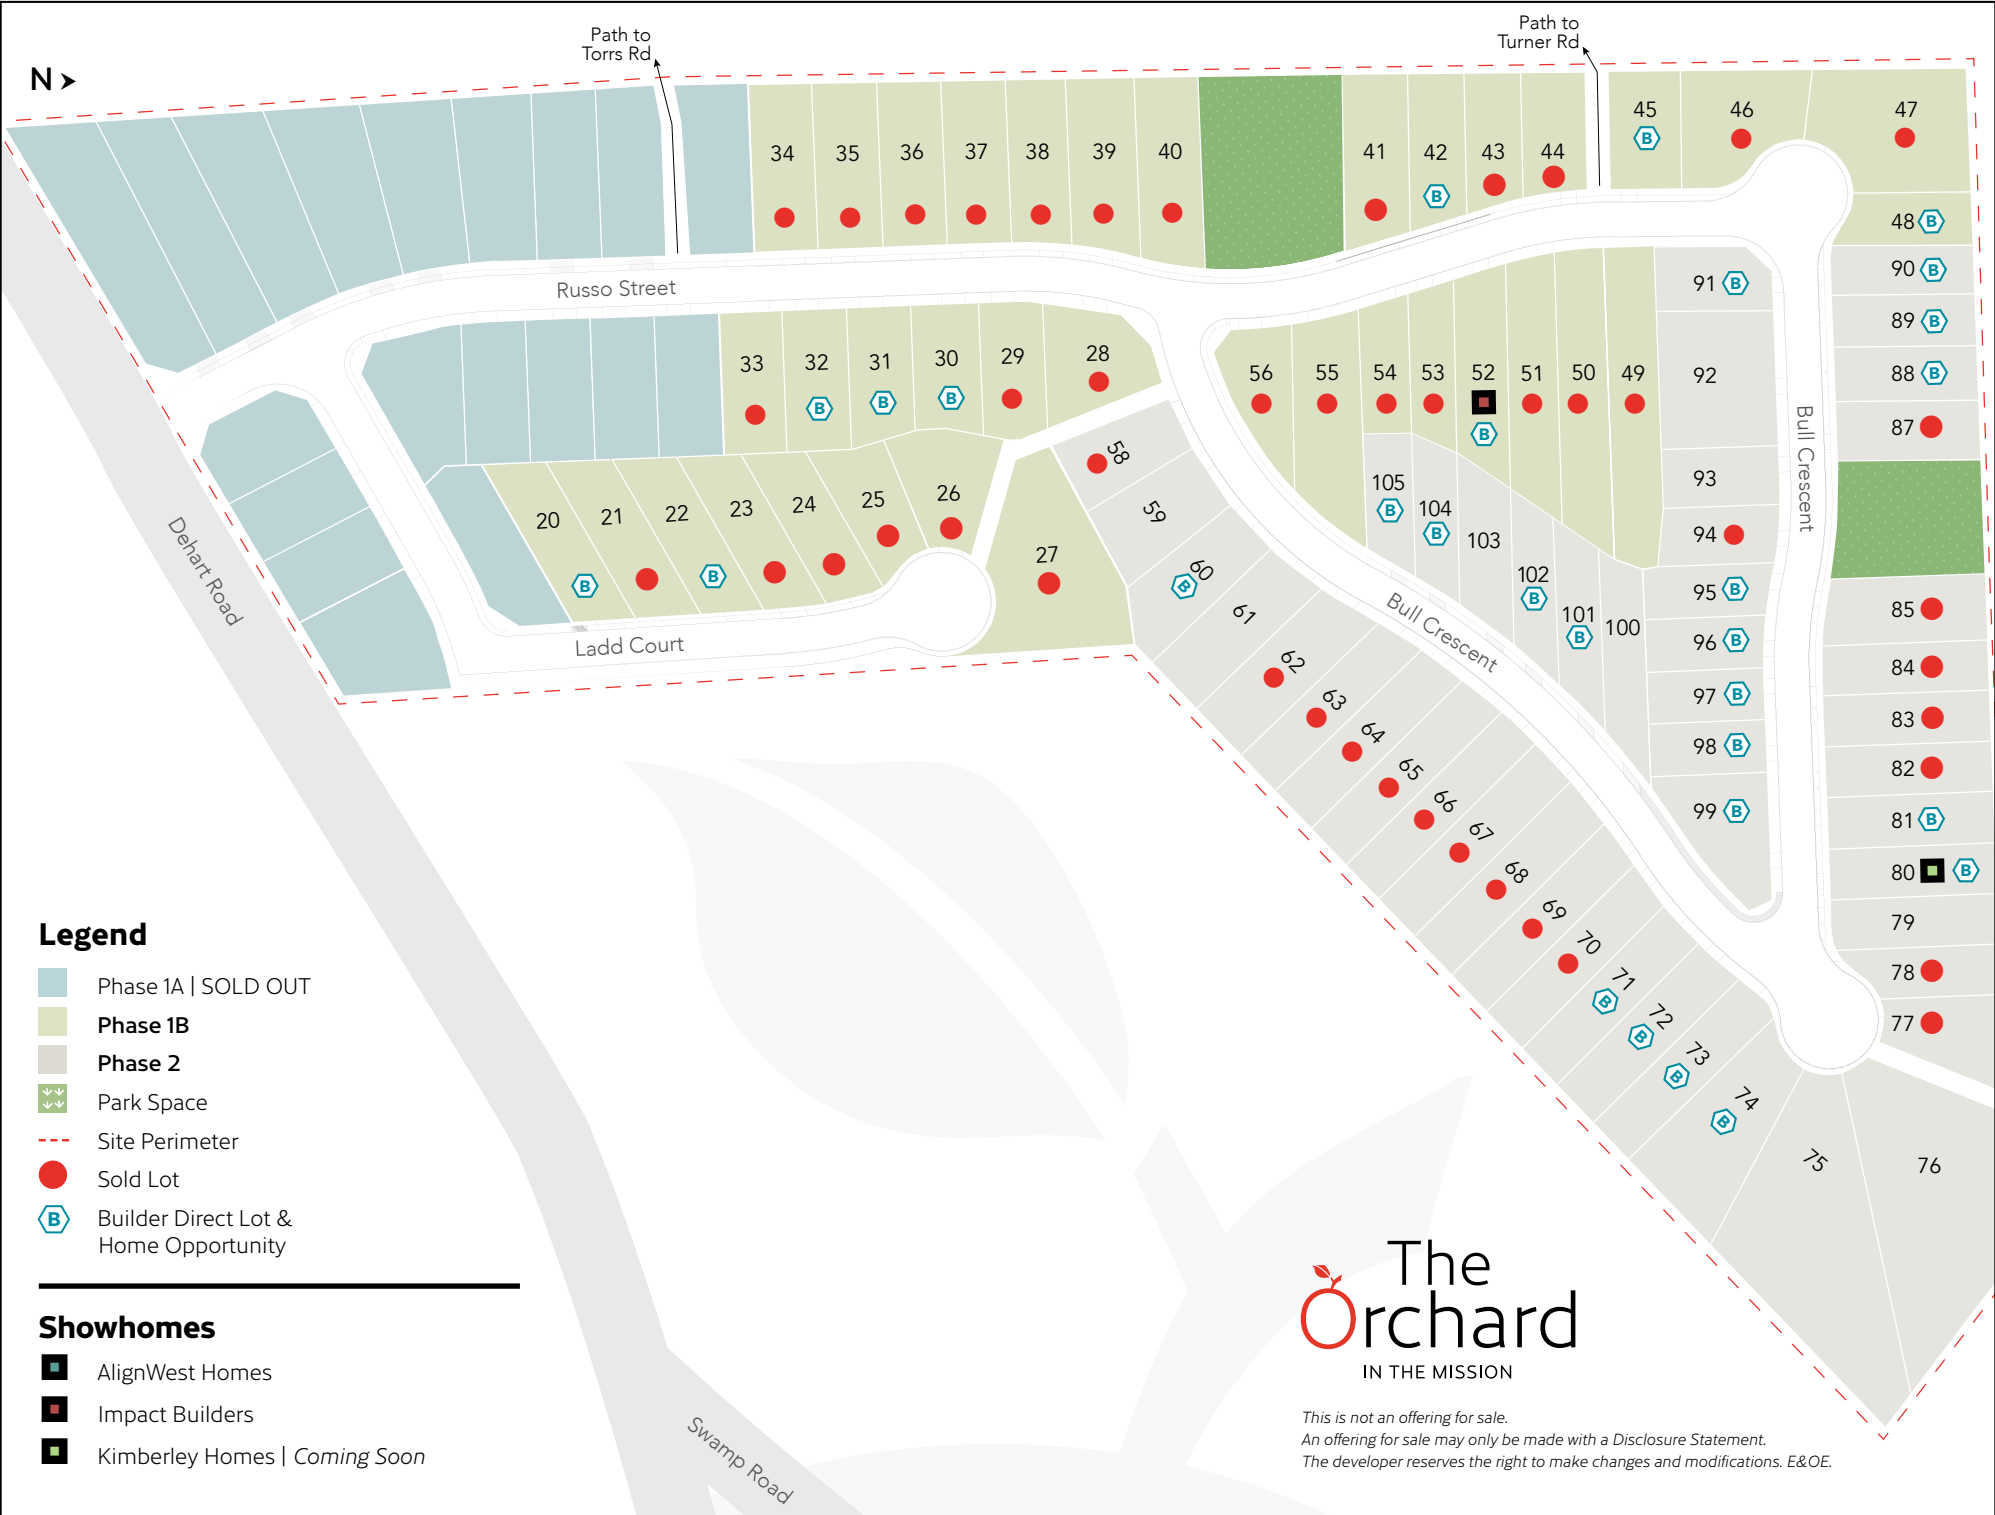 Path to
Torrs Rd
Path to
Turner Rd
N
45
46
47
34
35
36
37
38
39
40
41
42
B
43
44
B
48 B
90 B
89 B
88 B
87
Russo Street
91 B
92
93
94
95 B
96 B
97 B
98 B
99 B
Bull Crescent
33
32
31
30
29
28
B
B
B
56
55
54
53
52
51
50
49
B
58
59
60
B
61
62
63
64
65
66
67
68
69
70
71
B
72
B
73
B
74
B
75
76
105
B
104
B
103
102
B
101
B
100
Bull Crescent
20
21
22
23
24
25
26
27
B
B
Ladd Court
Dehart Road
85
84
83
82
81 B
80 B
79
78
77
Legend
Phase 1A | SOLD OUT
Phase 1B
Phase 2
Park Space
Site Perimeter
Sold Lot
B Builder Direct Lot &
Home Opportunity
Showhomes
AlignWest Homes
Impact Builders
Kimberley Homes | Coming Soon
Swamp Road
The
Orchard
IN THE MISSION
This is not an offering for sale.
An offering for sale may only be made with a Disclosure Statement.
The developer reserves the right to make changes and modifications. E&OE.